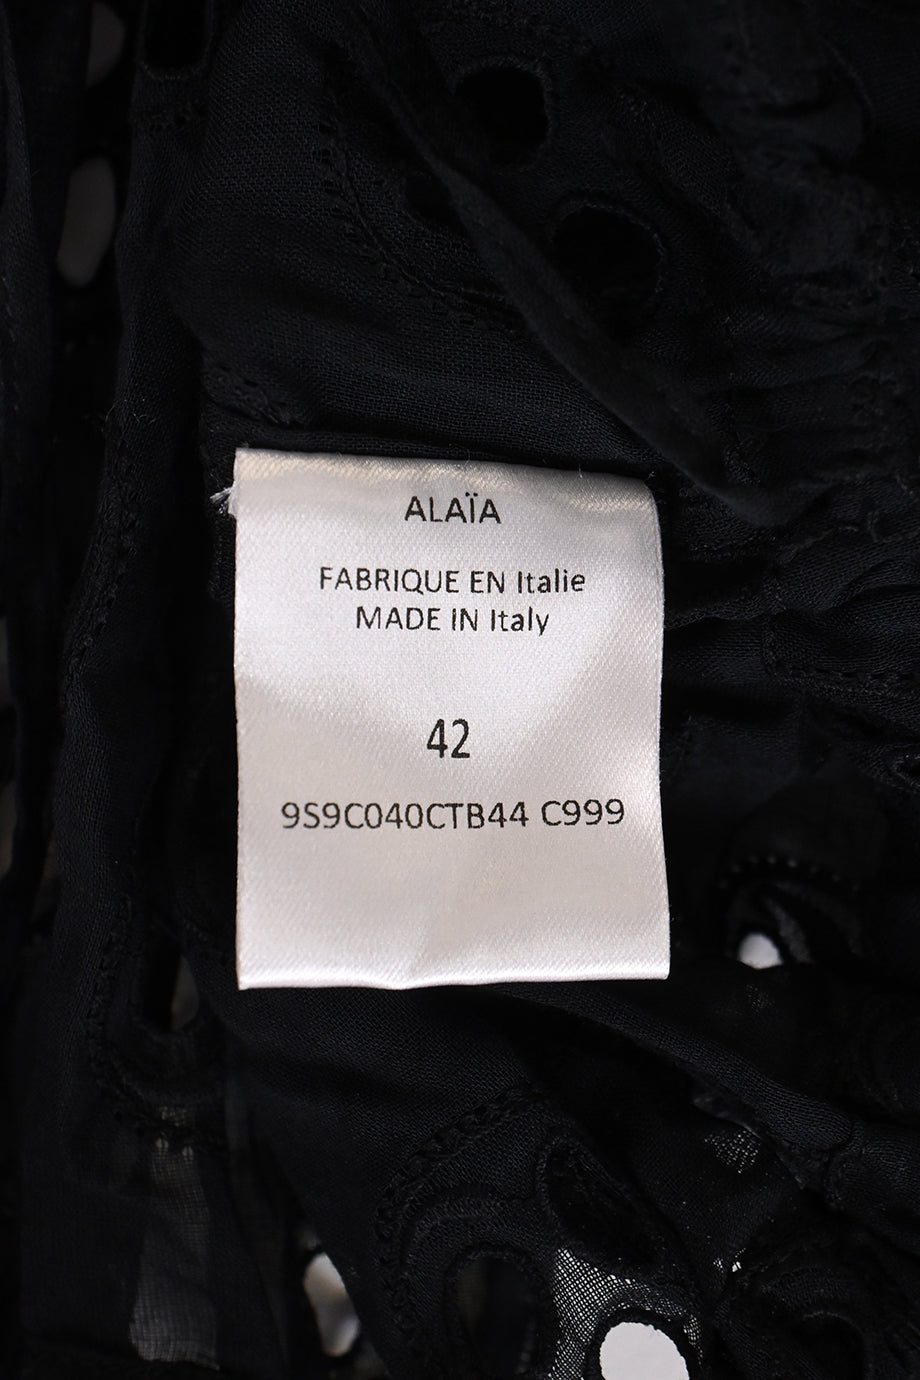 ALAÏA
FABRIQUE EN Italie
MADE IN Italy
42
9S9C040CTB44 C999